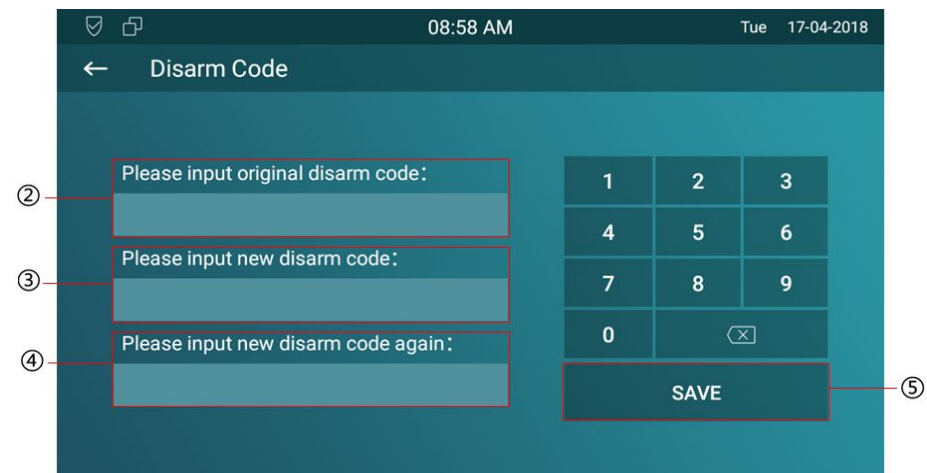 08:58 AM Tue 17-04-2018
← Disarm Code
② Please input original disarm code:
③ Please input new disarm code:
④ Please input new disarm code again:
1 2 3
4 5 6
7 8 9
0
SAVE ⑤